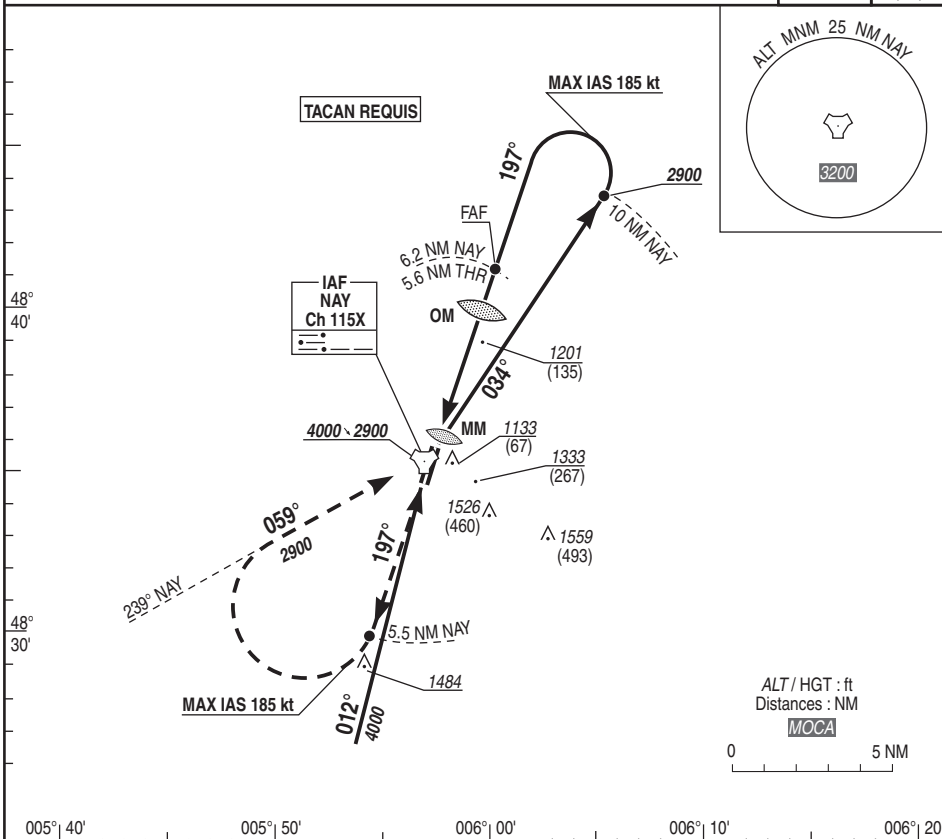 ALT MNM 25 NM NAY
3200
MAX IAS 185 kt
TACAN REQUIS
197°
2900
10 NM NAY
FAF
6.2 NM NAY
5.6 NM THR
IAF
NAY
Ch 115X
48°
40'
OM
1201
(135)
034°
4000 2900
MM
1133
(67)
1333
(267)
1526
(460)
1559
(493)
059°
2900
197°
239° NAY
48°
30'
5.5 NM NAY
1484
MAX IAS 185 kt
012°
4000
ALT / HGT : ft
Distances : NM
MOCA
0 5 NM
005° 40' 005° 50' 006° 00' 006° 10' 006° 20'